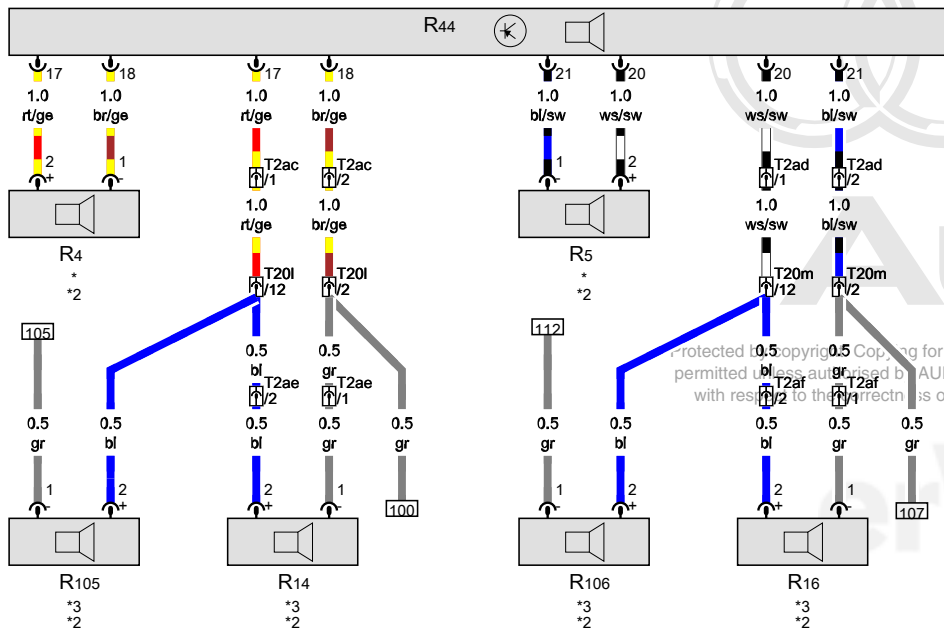 R44
17 18 17 18 21 20 20 21
1.0 1.0 1.0 1.0 1.0 1.0 1.0 1.0
rt/ge br/ge rt/ge br/ge bl/sw ws/sw ws/sw bl/sw
2 1 T2ac /1 T2ac /2 1 2 T2ad /1 T2ad /2
+ - - +
1.0 1.0 1.0 1.0
rt/ge br/ge ws/sw bl/sw
R4 R5
* *
*2 *2
T20l /12 T20l /2 T20m /12 T20m /2
105 112
0.5 0.5 0.5 0.5
bl gr bl gr
T2ae /2 T2ae /1 T2af /2 T2af /1
Protected by copyright. Copying for
permitted unless authorised by AU
with respect to the correctness o
0.5 0.5 0.5 0.5 0.5 0.5 0.5 0.5 0.5 0.5
gr bl bl gr gr gr bl bl gr gr
1 2 2 1 1 2 2 1
- + + - - + + -
100 107
R105 R14 R106 R16
*3 *3 *3 *3
*2 *2 *2 *2